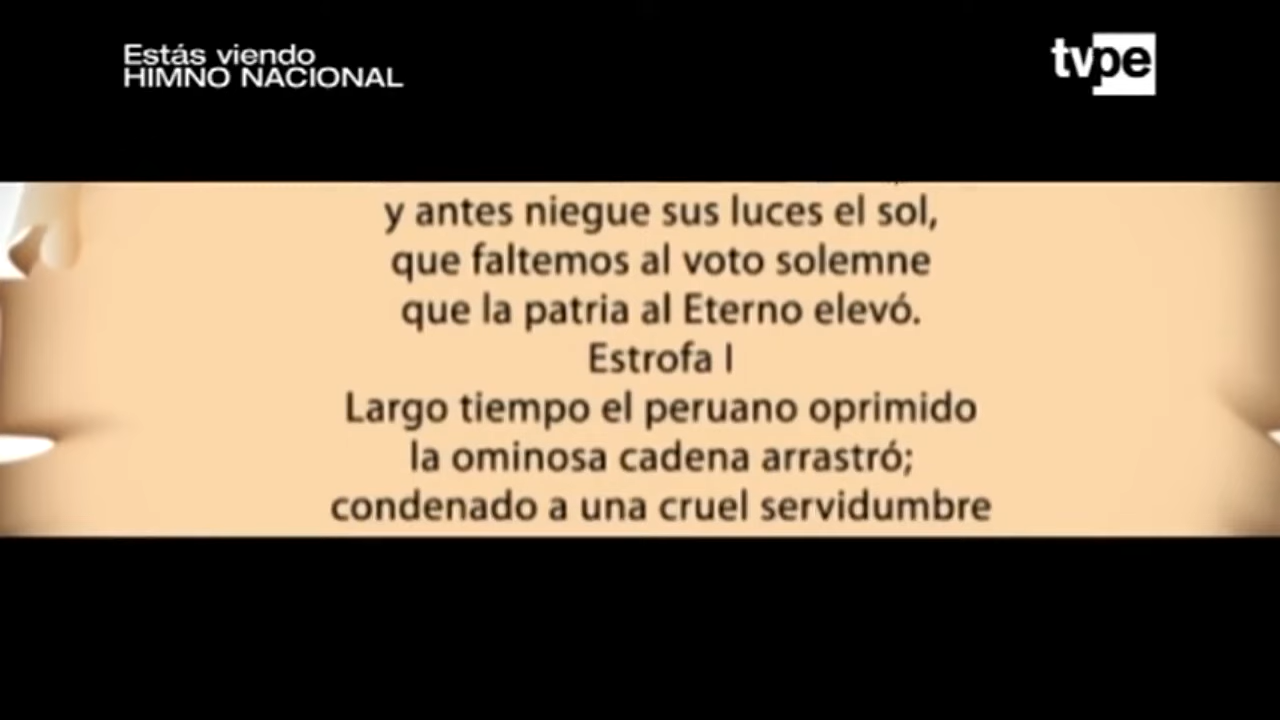 Estás viendo
HIMNO NACIONAL
tvpe
y antes niegue sus luces el sol,
que faltemos al voto solemne
que la patria al Eterno elevó.
Estrofa I
Largo tiempo el peruano oprimido
la ominosa cadena arrastró;
condenado a una cruel servidumbre